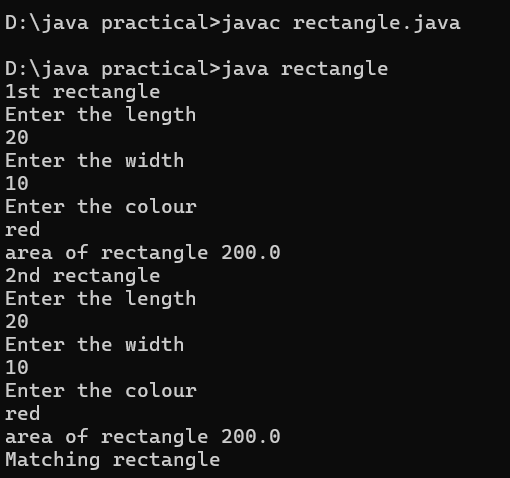 D:\java practical>javac rectangle.java
D:\java practical>java rectangle
1st rectangle
Enter the length
20
Enter the width
10
Enter the colour
red
area of rectangle 200.0
2nd rectangle
Enter the length
20
Enter the width
10
Enter the colour
red
area of rectangle 200.0
Matching rectangle